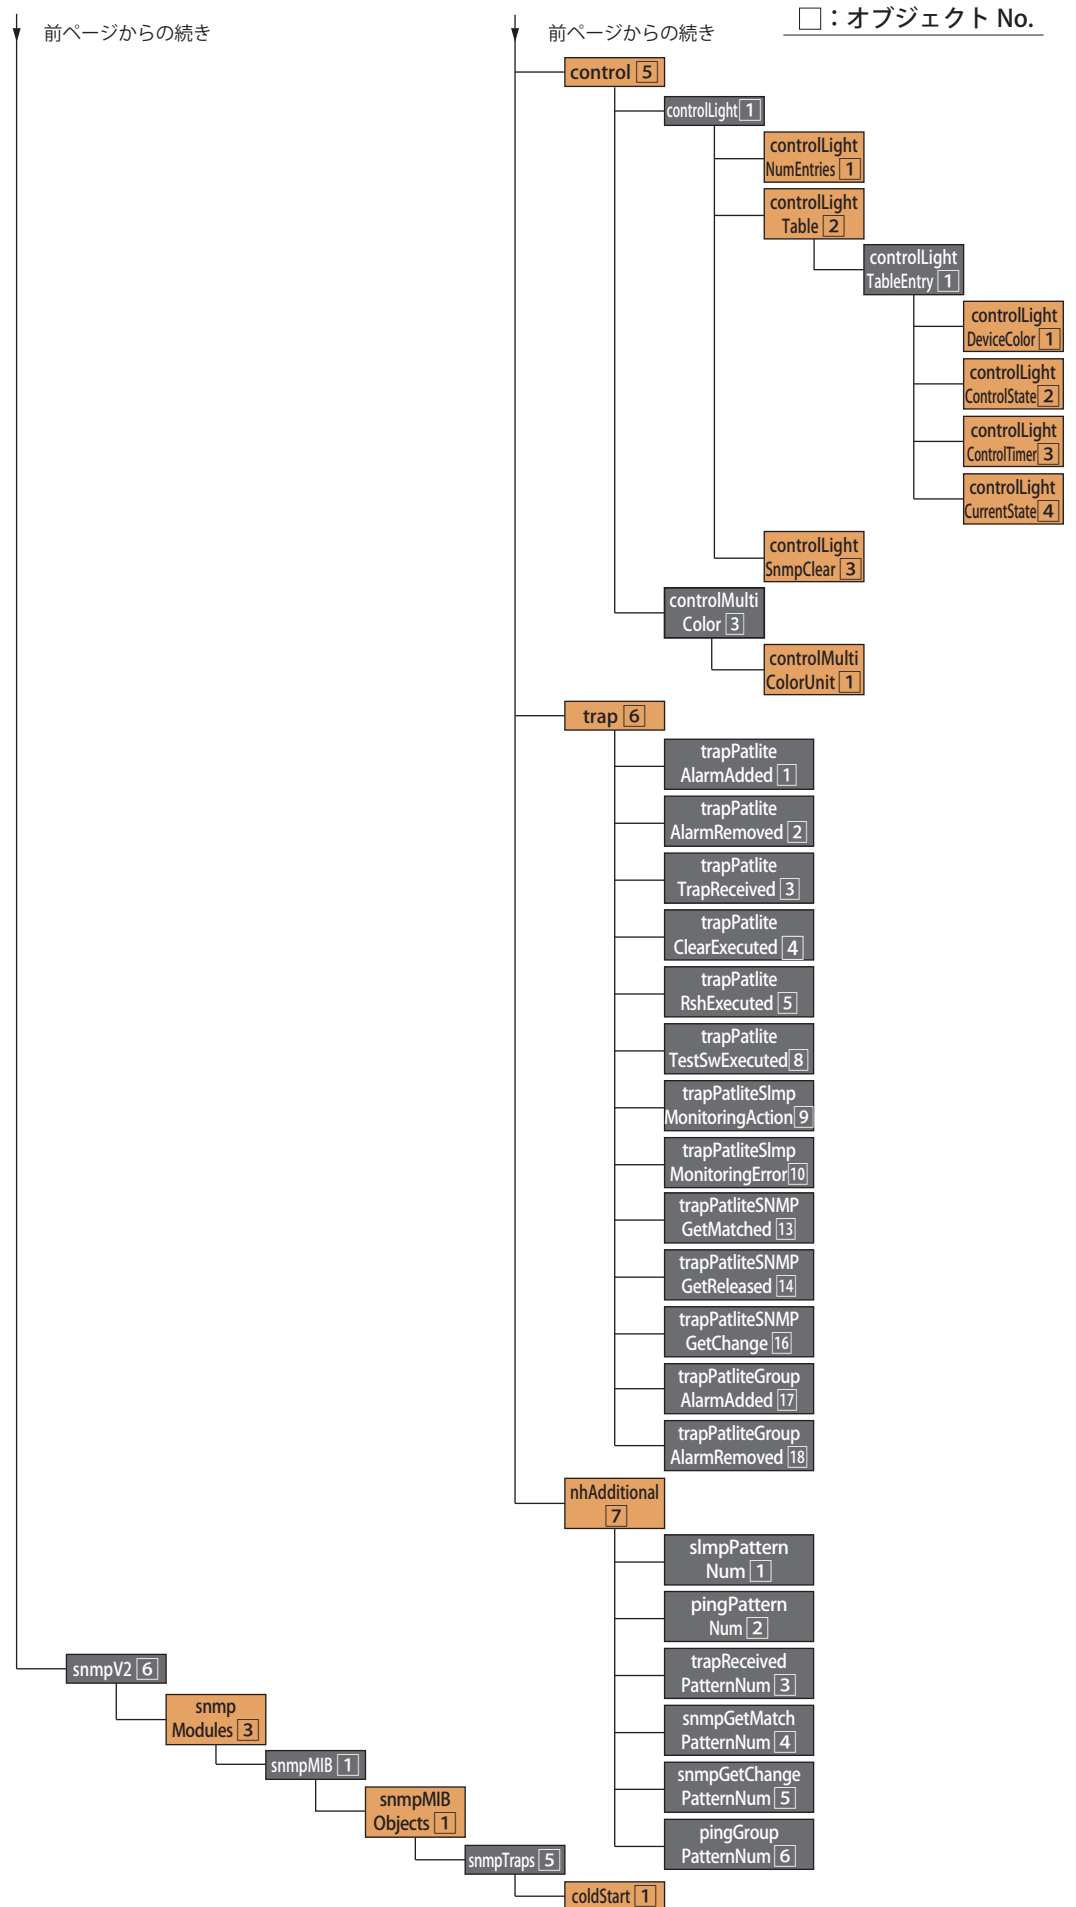 □：オブジェクト No.
前ページからの続き
前ページからの続き
control 5
controlLight 1
controlLight
NumEntries 1
controlLight
Table 2
controlLight
TableEntry 1
controlLight
DeviceColor 1
controlLight
ControlState 2
controlLight
ControlTimer 3
controlLight
CurrentState 4
controlLight
SnmpClear 3
controlMulti
Color 3
controlMulti
ColorUnit 1
trap 6
trapPatlite
AlarmAdded 1
trapPatlite
AlarmRemoved 2
trapPatlite
TrapReceived 3
trapPatlite
ClearExecuted 4
trapPatlite
RshExecuted 5
trapPatlite
TestSwExecuted 8
trapPatliteSlmp
MonitoringAction 9
trapPatliteSlmp
MonitoringError 10
trapPatliteSNMP
GetMatched 13
trapPatliteSNMP
GetReleased 14
trapPatliteSNMP
GetChange 16
trapPatliteGroup
AlarmAdded 17
trapPatliteGroup
AlarmRemoved 18
nhAdditional
7
slmpPattern
Num 1
pingPattern
Num 2
trapReceived
PatternNum 3
snmpGetMatch
PatternNum 4
snmpGetChange
PatternNum 5
pingGroup
PatternNum 6
snmpV2 6
snmp
Modules 3
snmpMIB 1
snmpMIB
Objects 1
snmpTraps 5
coldStart 1